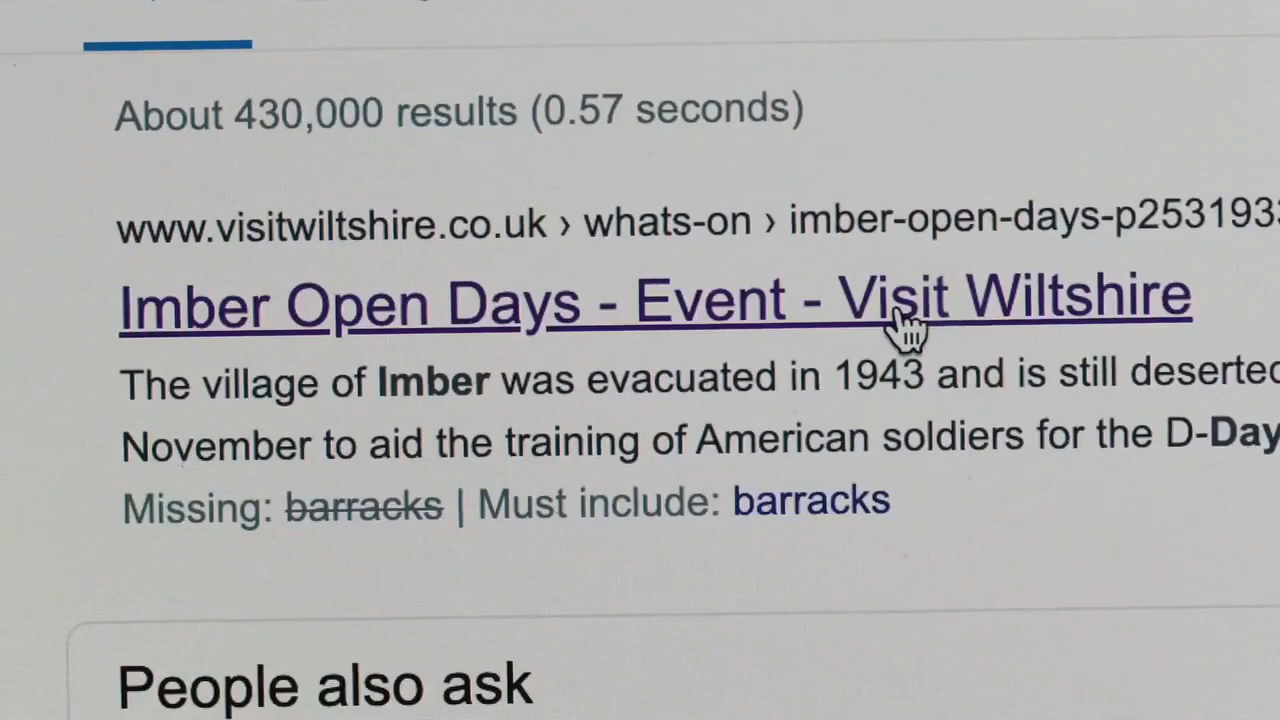 About 430,000 results (0.57 seconds)
www.visitwiltshire.co.uk › whats-on › imber-open-days-p253193
Imber Open Days - Event - Visit Wiltshire
The village of Imber was evacuated in 1943 and is still deserted
November to aid the training of American soldiers for the D-Day
Missing: barracks | Must include: barracks
People also ask